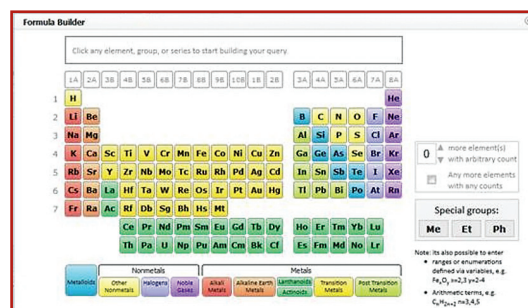 Formula Builder
Click any element, group, or series to start building your query.
1A 2A 3B 4B 5B 6B 7B 8B 9B 10B 1B 2B 3A 4A 5A 6A 7A 8A
1 H He
2 Li Be B C N O F Ne
3 Na Mg Al Si P S Cl Ar
4 K Ca Sc Ti V Cr Mn Fe Co Ni Cu Zn Ga Ge As Se Br Kr
5 Rb Sr Y Zr Nb Mo Tc Ru Rh Pd Ag Cd In Sn Sb Te I Xe
6 Cs Ba La Hf Ta W Re Os Ir Pt Au Hg Tl Pb Bi Po At Rn
7 Fr Ra Ac Rf Db Sg Bh Hs Mt
Ce Pr Nd Pm Sm Eu Gd Tb Dy Ho Er Tm Yb Lu
Th Pa U Np Pu Am Cm Bk Cf Es Fm Md No Lr
0 more element(s)
with arbitrary count
Any more elements
with any counts
Special groups:
Me Et Ph
Note: Its also possible to enter
• ranges or enumerations
defined via variables, e.g.
FeₓOᵧ x=2,3 y=2-4
• Arithmetic terms, e.g.
CₙH₂ₙ₊₂ n=3,4,5
Nonmetals Metals
Metalloids
Other Nonmetals
Halogens
Noble Gases
Alkali Metals
Alkaline Earth Metals
Lanthanoids
Actinoids
Transition Metals
Post Transition Metals